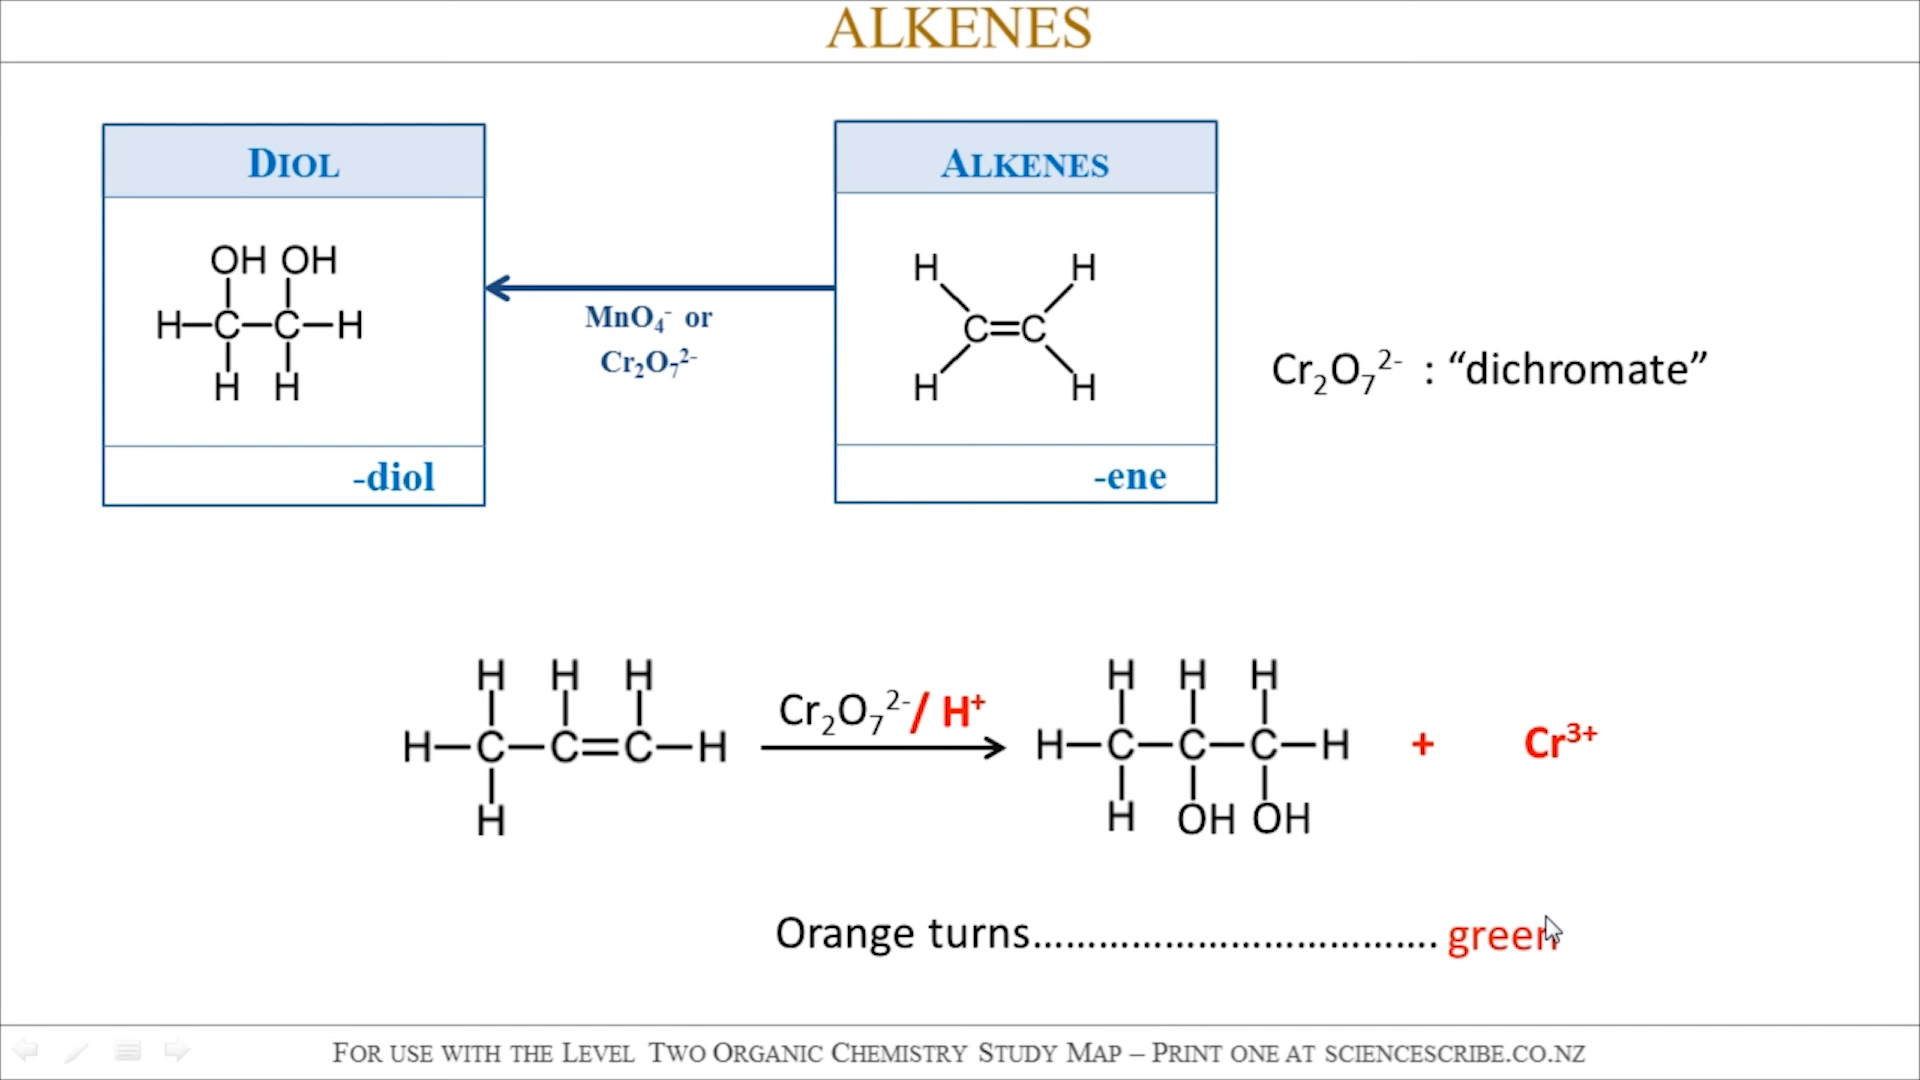 ALKENES
DIOL
OH OH
H–C–C–H
H H
-diol
MnO₄⁻ or
Cr₂O₇²⁻
ALKENES
H H
C=C
H H
-ene
Cr₂O₇²⁻ : “dichromate”
H H H
H–C–C=C–H
H
Cr₂O₇²⁻/ H⁺
H H H
H–C–C–C–H
H OH OH
+ Cr³⁺
Orange turns..................................... green
FOR USE WITH THE LEVEL TWO ORGANIC CHEMISTRY STUDY MAP – PRINT ONE AT SCIENCESCRIBE.CO.NZ